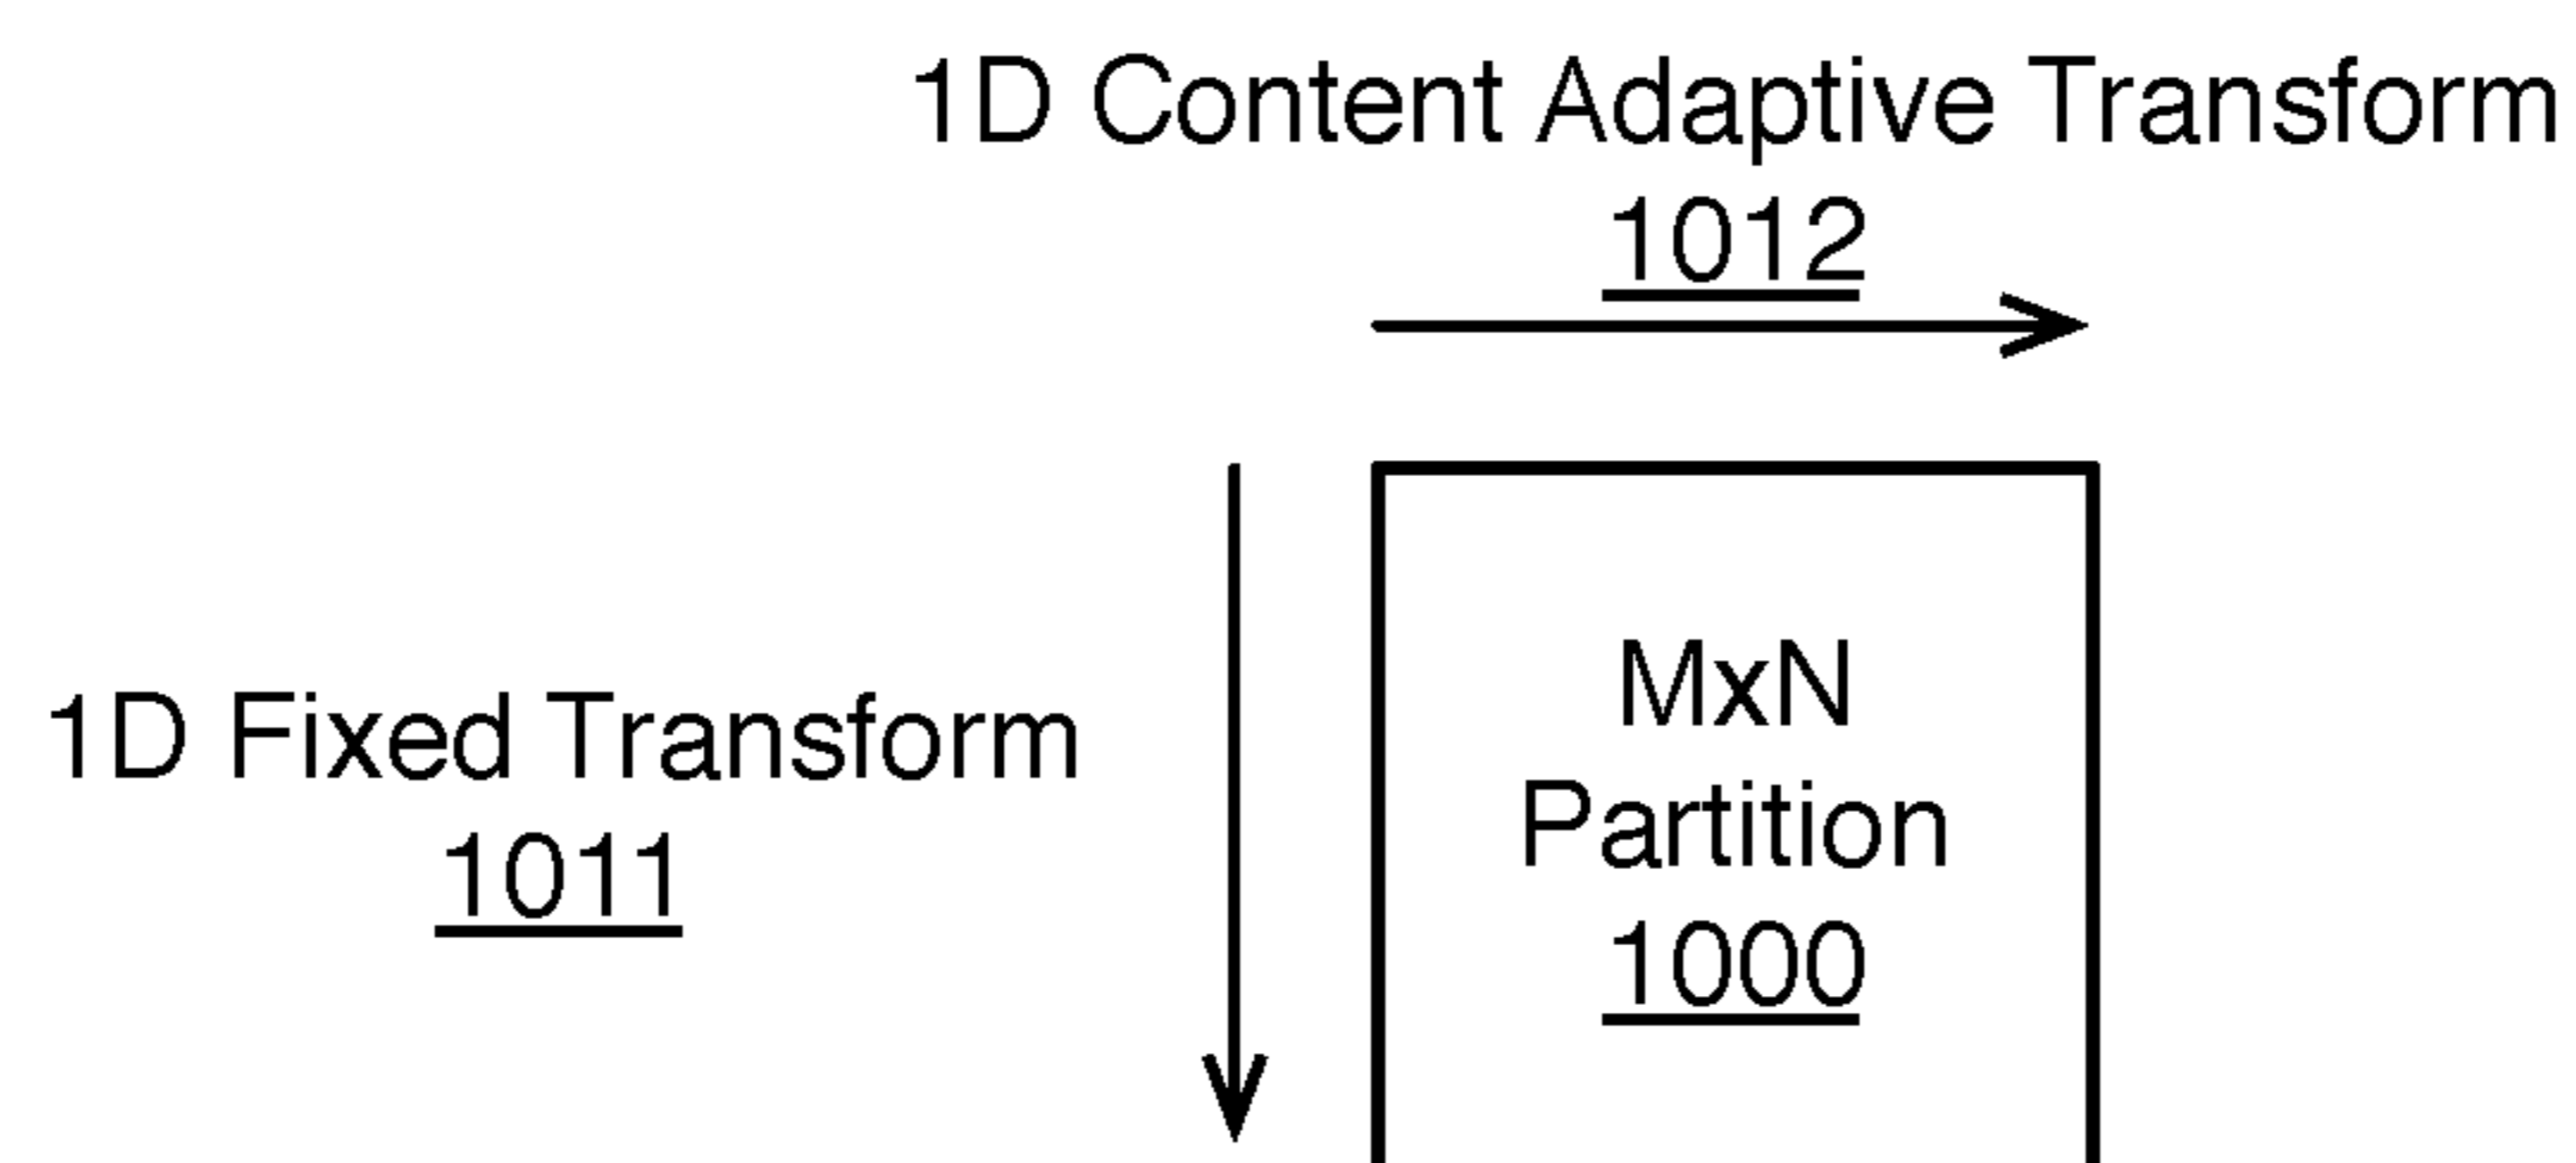 1D Content Adaptive Transform
1012
1D Fixed Transform
1011
MxN
Partition
1000